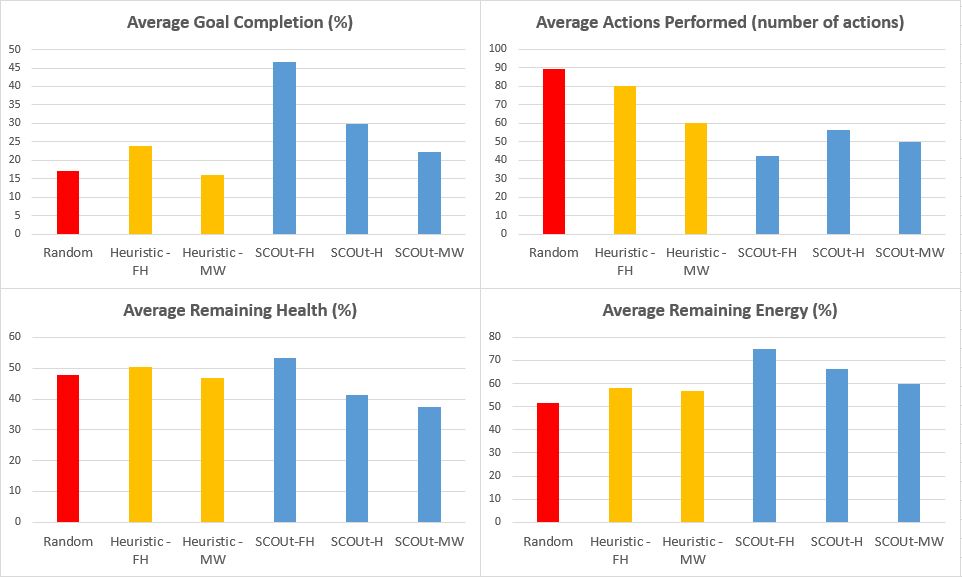 Average Goal Completion (%)
50
45
40
35
30
25
20
15
10
5
0
Random
Heuristic -
FH
Heuristic -
MW
SCOUt-FH
SCOUt-H
SCOUt-MW
Average Actions Performed (number of actions)
100
90
80
70
60
50
40
30
20
10
0
Random
Heuristic -
FH
Heuristic -
MW
SCOUt-FH
SCOUt-H
SCOUt-MW
Average Remaining Health (%)
60
50
40
30
20
10
0
Random
Heuristic -
FH
Heuristic -
MW
SCOUt-FH
SCOUt-H
SCOUt-MW
Average Remaining Energy (%)
80
70
60
50
40
30
20
10
0
Random
Heuristic -
FH
Heuristic -
MW
SCOUt-FH
SCOUt-H
SCOUt-MW